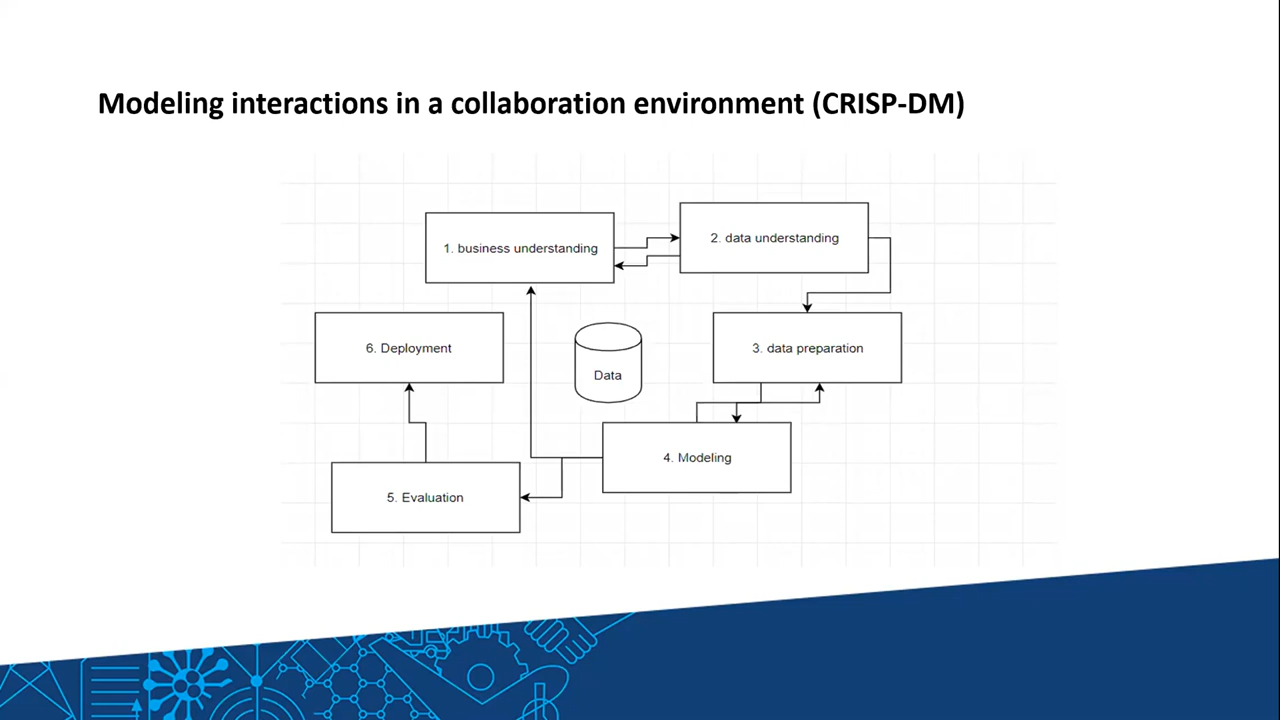 Modeling interactions in a collaboration environment (CRISP-DM)
1. business understanding
2. data understanding
6. Deployment
Data
3. data preparation
4. Modeling
5. Evaluation